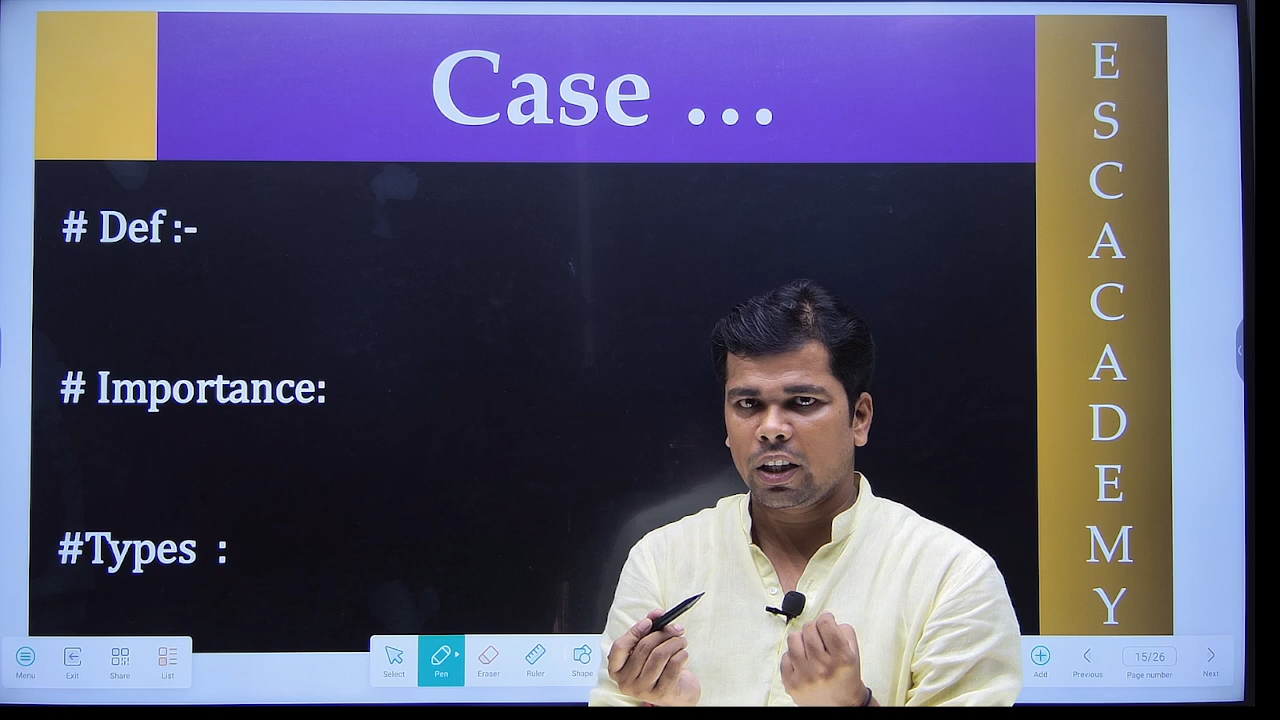 Case ...
# Def :-
# Importance:
#Types :
ESCACADEMY
Menu
Exit
Share
List
Select
Pen
Eraser
Ruler
Shape
Add
Previous
15/26
Page number
Next